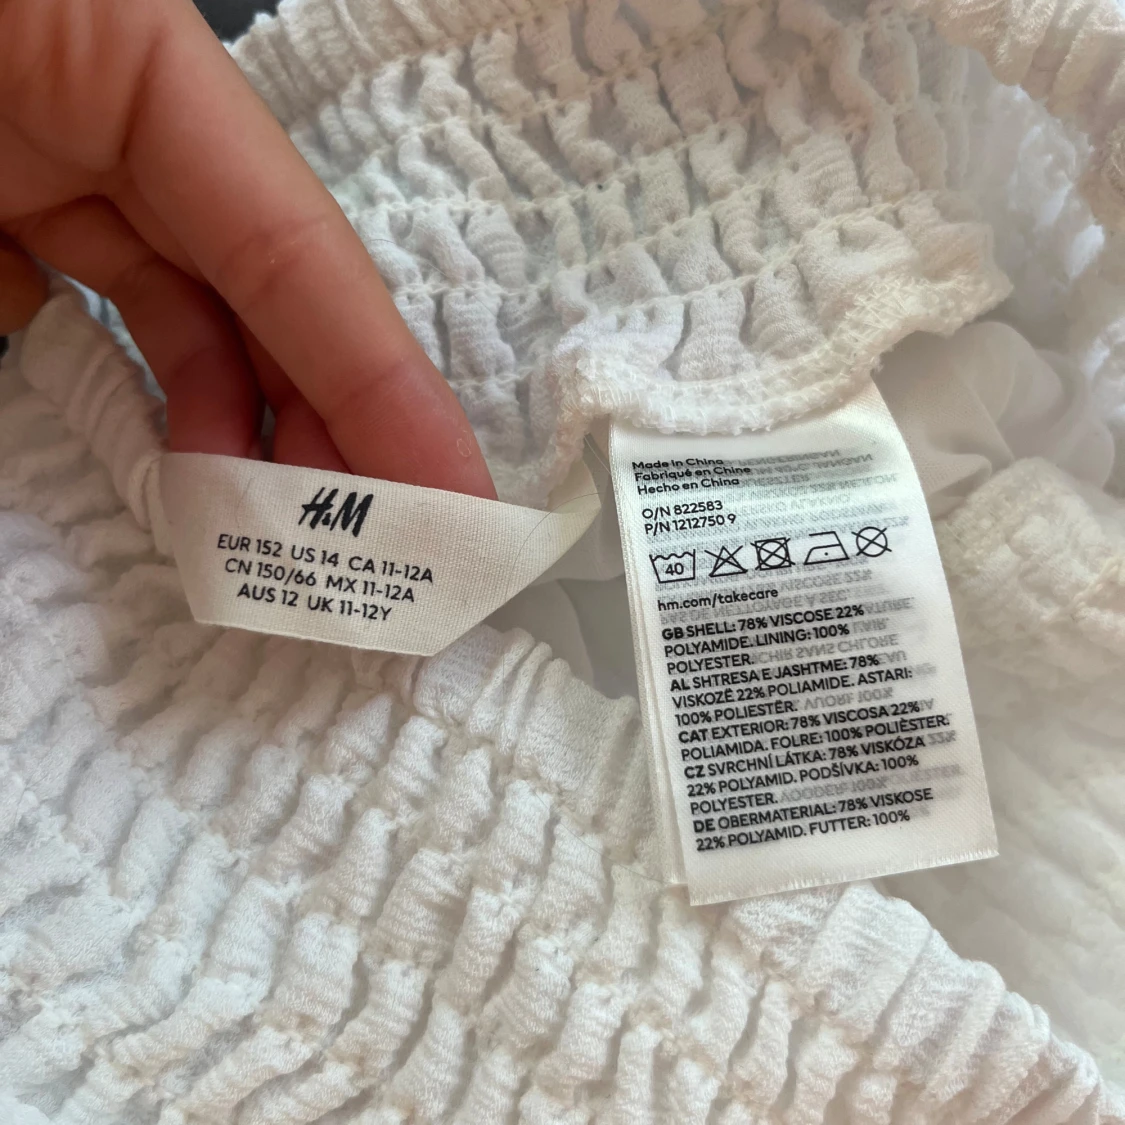 H&M
EUR 152 US 14 CA 11-12A
CN 150/66 MX 11-12A
AUS 12 UK 11-12Y
Made in China
Fabriqué en Chine
Hecho en China
O/N 822583
P/N 1212750 9
40
hm.com/takecare
GB SHELL: 78% VISCOSE 22%
POLYAMIDE. LINING: 100%
POLYESTER.
AL SHTRESA E JASHTME: 78%
VISKOZË 22% POLIAMIDE. ASTARI:
100% POLIESTËR.
CAT EXTERIOR: 78% VISCOSA 22%
POLIAMIDA. FOLRE: 100% POLIÈSTER.
CZ SVRCHNÍ LÁTKA: 78% VISKÓZA
22% POLYAMID. PODŠÍVKA: 100%
POLYESTER.
DE OBERMATERIAL: 78% VISKOSE
22% POLYAMID. FUTTER: 100%